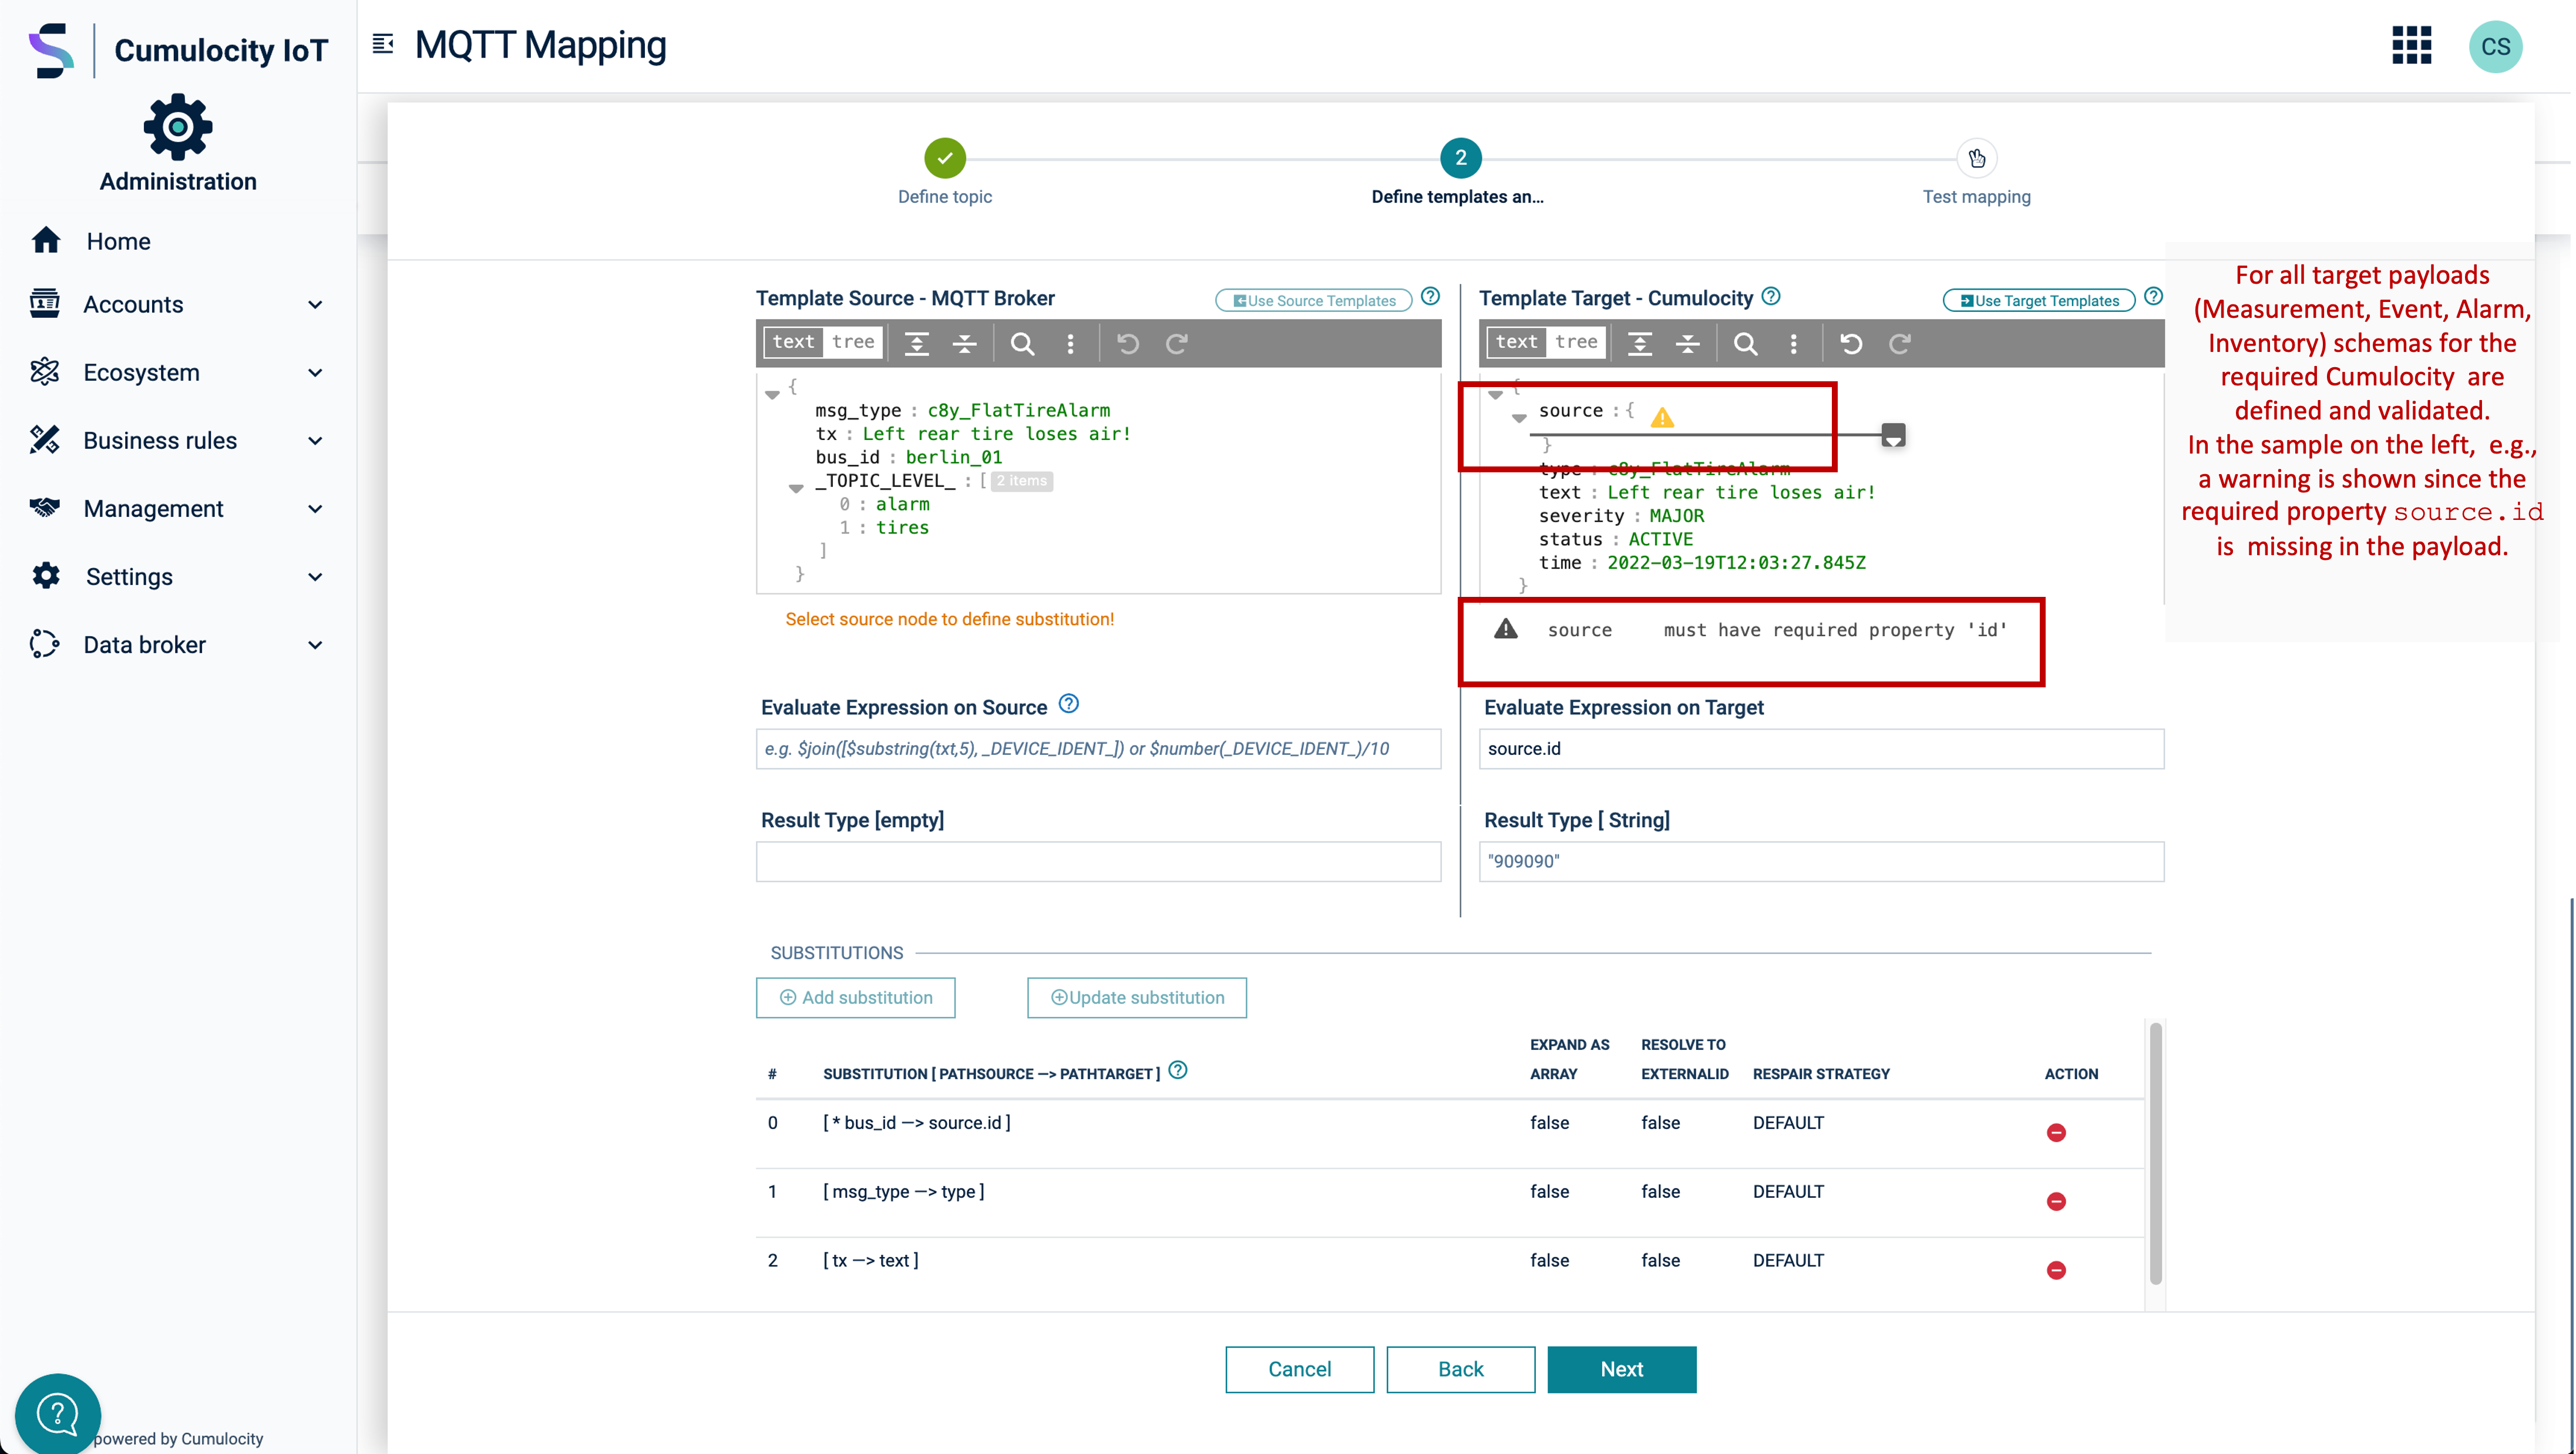 Cumulocity IoT
MQTT Mapping
CS
Administration
Home
Accounts
Ecosystem
Business rules
Management
Settings
Data broker
powered by Cumulocity
2
Define topic
Define templates an...
Test mapping
Template Source - MQTT Broker
Use Source Templates
text tree
{
msg_type : c8y_FlatTireAlarm
tx : Left rear tire loses air!
bus_id : berlin_01
_TOPIC_LEVEL_ : [ 2 items
0 : alarm
1 : tires
]
}
Select source node to define substitution!
Template Target - Cumulocity
Use Target Templates
text tree
{
source : {
}
type : c8y_FlatTireAlarm
text : Left rear tire loses air!
severity : MAJOR
status : ACTIVE
time : 2022-03-19T12:03:27.845Z
}
source must have required property 'id'
For all target payloads
(Measurement, Event, Alarm,
Inventory) schemas for the
required Cumulocity are
defined and validated.
In the sample on the left, e.g.,
a warning is shown since the
required property source.id
is missing in the payload.
Evaluate Expression on Source
e.g. $join([$substring(txt,5), _DEVICE_IDENT_]) or $number(_DEVICE_IDENT_)/10
Evaluate Expression on Target
source.id
Result Type [empty]
Result Type [ String]
"909090"
SUBSTITUTIONS
Add substitution
Update substitution
# SUBSTITUTION [ PATHSOURCE —> PATHTARGET ] EXPAND AS ARRAY RESOLVE TO EXTERNALID RESPAIR STRATEGY ACTION
0 [ * bus_id —> source.id ] false false DEFAULT
1 [ msg_type —> type ] false false DEFAULT
2 [ tx —> text ] false false DEFAULT
Cancel
Back
Next